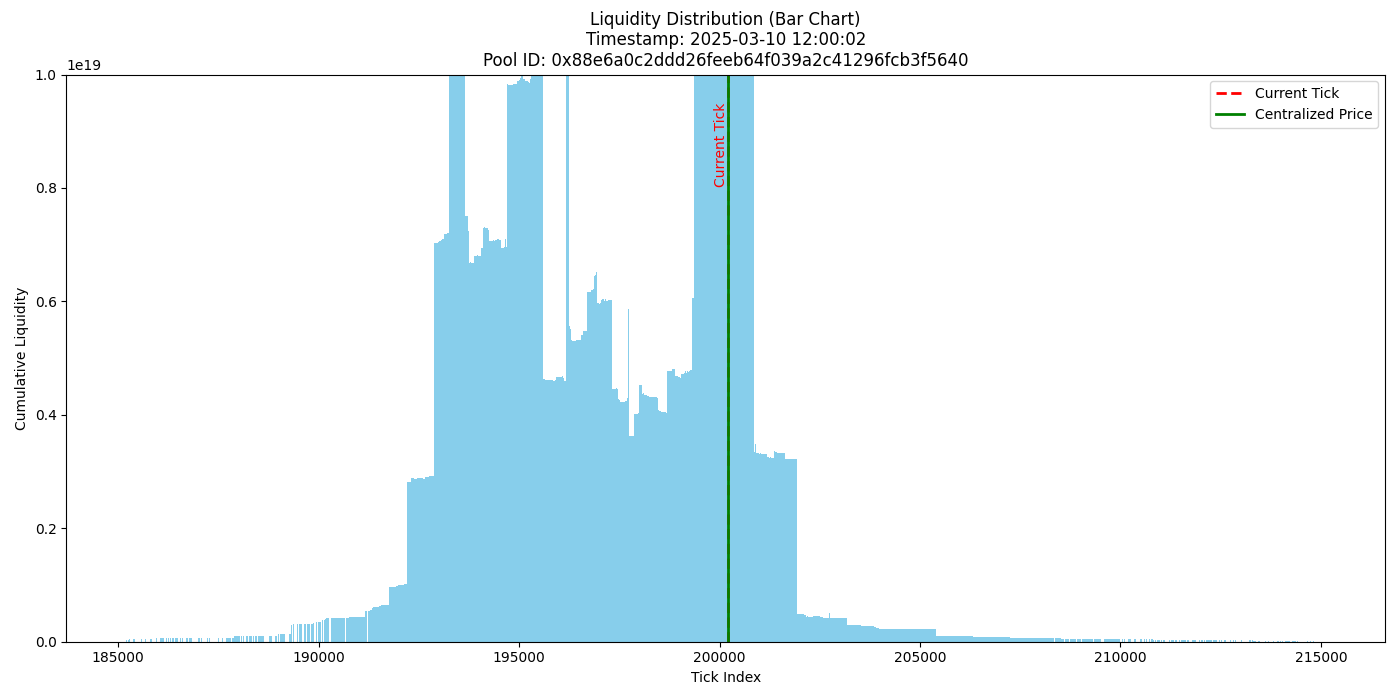 Liquidity Distribution (Bar Chart)
Timestamp: 2025-03-10 12:00:02
Pool ID: 0x88e6a0c2ddd26feeb64f039a2c41296fcb3f5640
1e19
1.0
0.8
0.6
0.4
0.2
0.0
Cumulative Liquidity
Current Tick
Current Tick
Centralized Price
185000 190000 195000 200000 205000 210000 215000
Tick Index